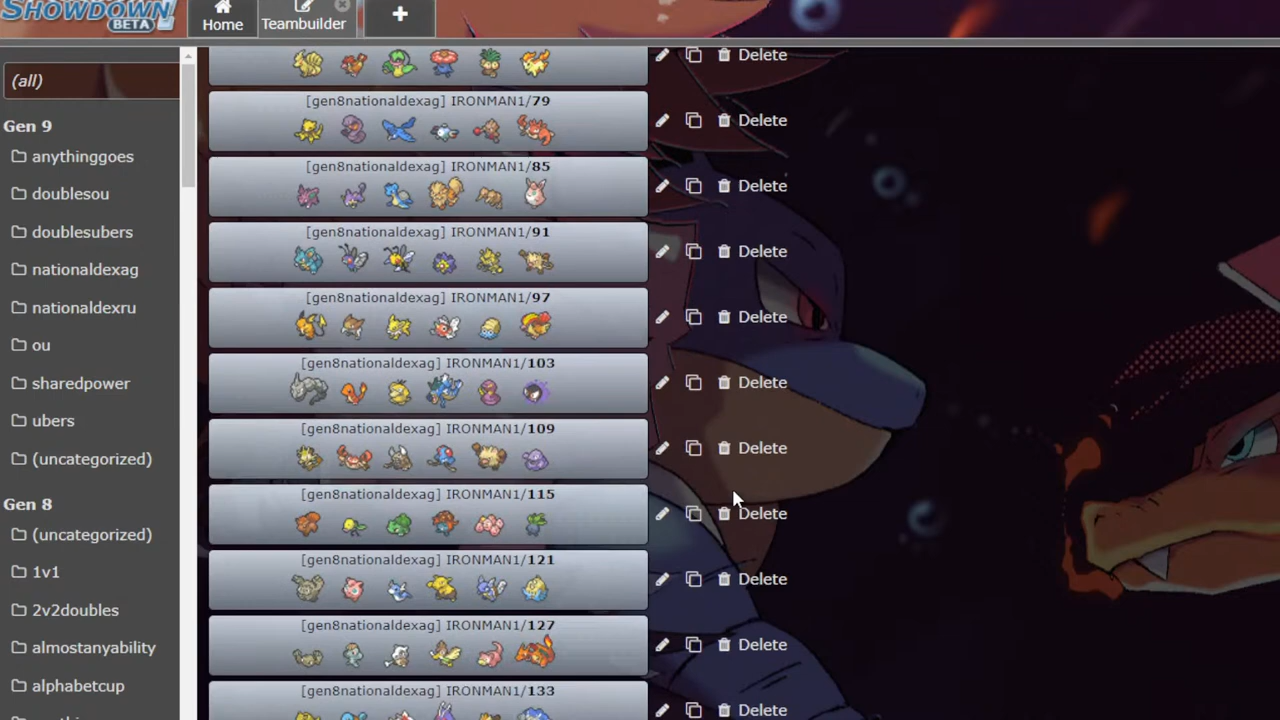 SHOWDOWN
BETA
Home
Teambuilder
(all)
Gen 9
anythinggoes
doublesou
doublesubers
nationaldexag
nationaldexru
ou
sharedpower
ubers
(uncategorized)
Gen 8
(uncategorized)
1v1
2v2doubles
almostanyability
alphabetcup
Delete
[gen8nationaldexag] IRONMAN1/79
Delete
[gen8nationaldexag] IRONMAN1/85
Delete
[gen8nationaldexag] IRONMAN1/91
Delete
[gen8nationaldexag] IRONMAN1/97
Delete
[gen8nationaldexag] IRONMAN1/103
Delete
[gen8nationaldexag] IRONMAN1/109
Delete
[gen8nationaldexag] IRONMAN1/115
Delete
[gen8nationaldexag] IRONMAN1/121
Delete
[gen8nationaldexag] IRONMAN1/127
Delete
[gen8nationaldexag] IRONMAN1/133
Delete